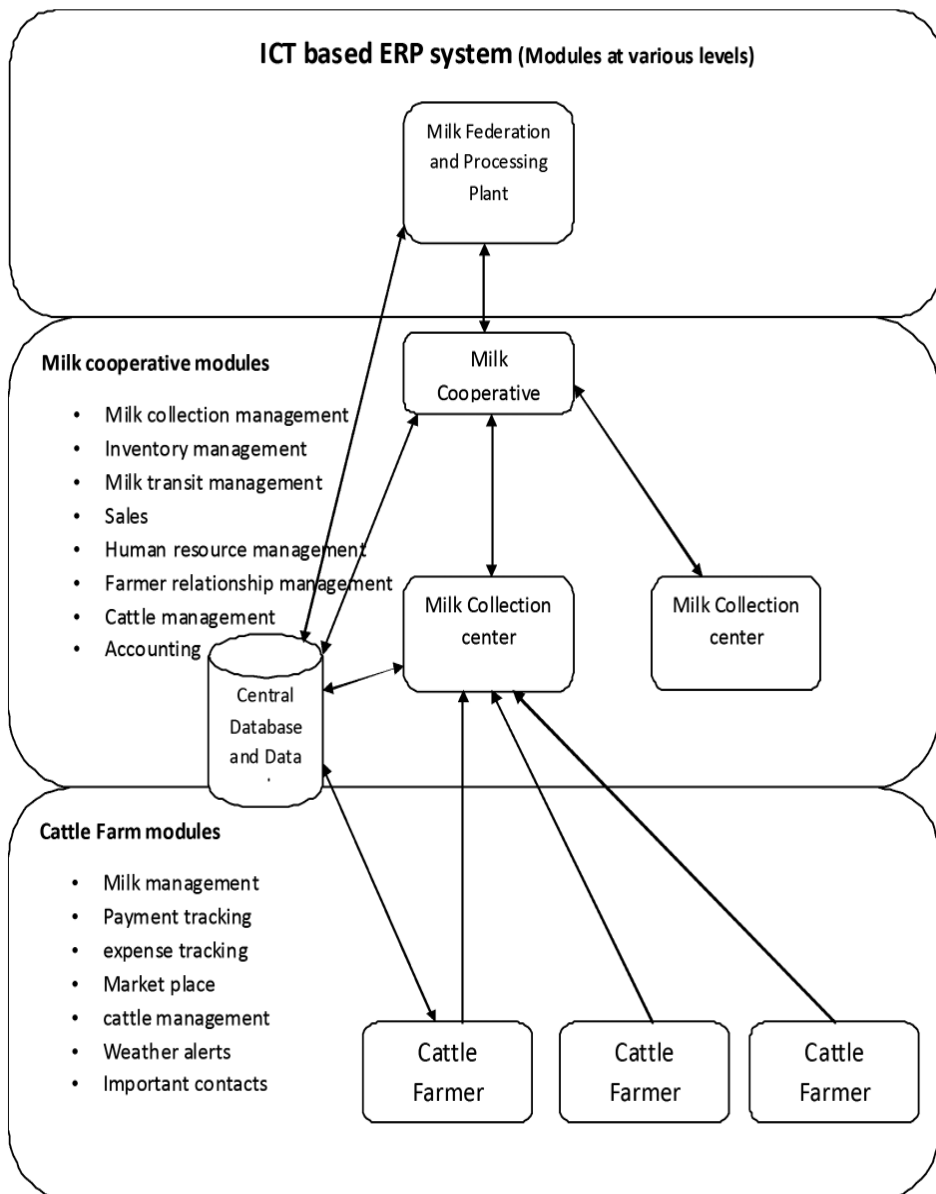 ICT based ERP system (Modules at various levels)
Milk Federation
and Processing
Plant
Milk cooperative modules
• Milk collection management
• Inventory management
• Milk transit management
• Sales
• Human resource management
• Farmer relationship management
• Cattle management
• Accounting
Milk
Cooperative
Milk Collection
center
Milk Collection
center
Central
Database
and Data
Cattle Farm modules
• Milk management
• Payment tracking
• expense tracking
• Market place
• cattle management
• Weather alerts
• Important contacts
Cattle
Farmer
Cattle
Farmer
Cattle
Farmer